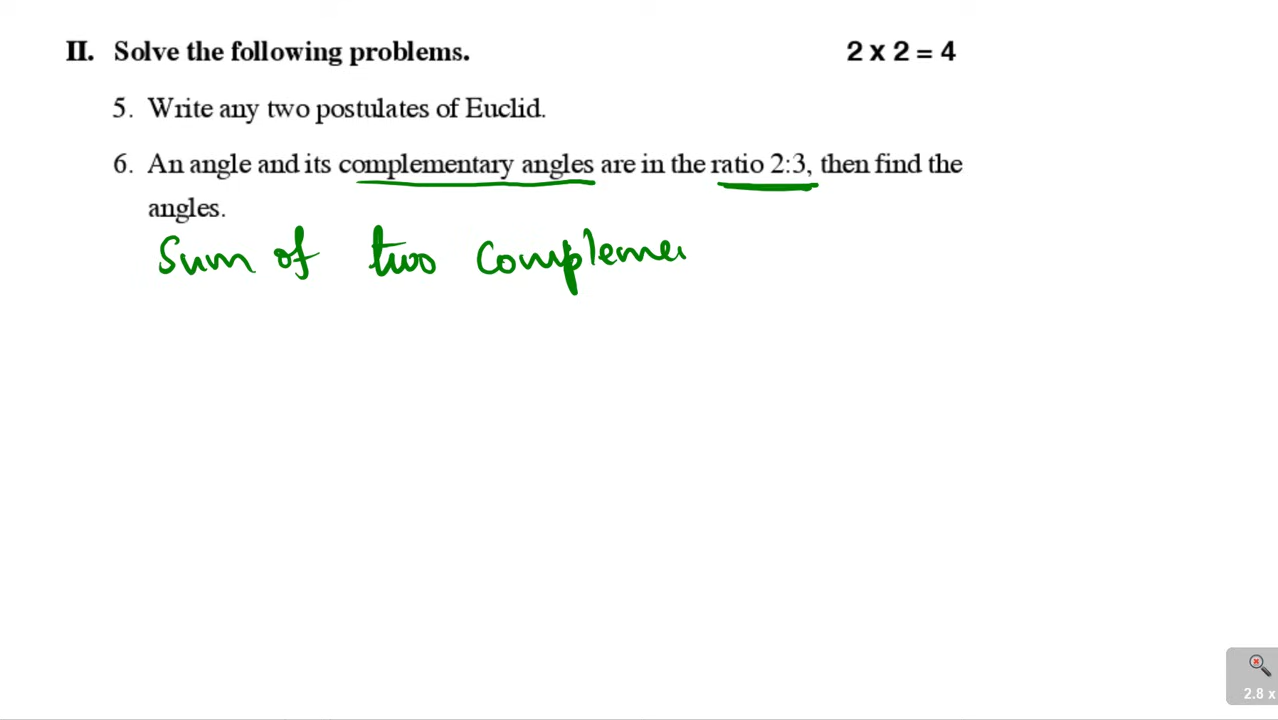 II. Solve the following problems. 2 x 2 = 4
5. Write any two postulates of Euclid.
6. An angle and its complementary angles are in the ratio 2:3, then find the
angles.
Sum of two compleme
2.8 x